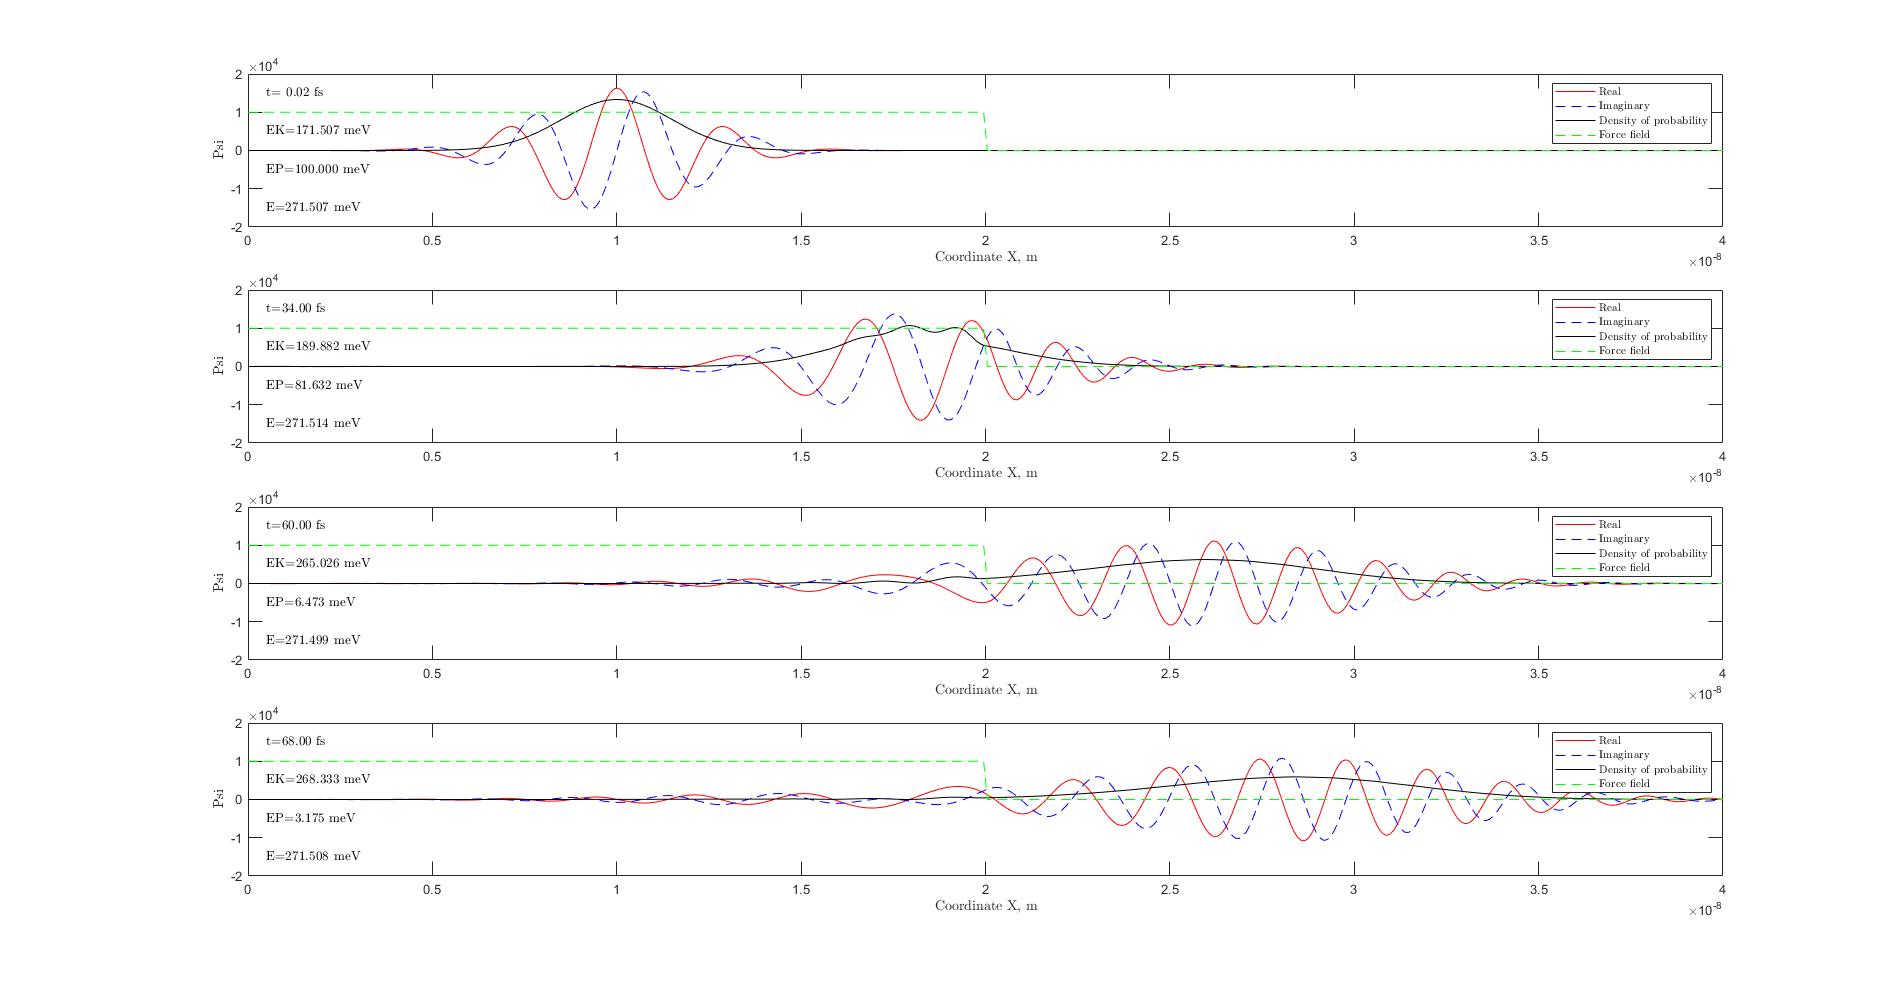 ×10⁴
2
1
0
-1
-2
Psi
t= 0.02 fs
EK=171.507 meV
EP=100.000 meV
E=271.507 meV
Real
Imaginary
Density of probability
Force field
0 0.5 1 1.5 2 2.5 3 3.5 4
Coordinate X, m
×10⁻⁸
×10⁴
2
1
0
-1
-2
Psi
t=34.00 fs
EK=189.882 meV
EP=81.632 meV
E=271.514 meV
Real
Imaginary
Density of probability
Force field
0 0.5 1 1.5 2 2.5 3 3.5 4
Coordinate X, m
×10⁻⁸
×10⁴
2
1
0
-1
-2
Psi
t=60.00 fs
EK=265.026 meV
EP=6.473 meV
E=271.499 meV
Real
Imaginary
Density of probability
Force field
0 0.5 1 1.5 2 2.5 3 3.5 4
Coordinate X, m
×10⁻⁸
×10⁴
2
1
0
-1
-2
Psi
t=68.00 fs
EK=268.333 meV
EP=3.175 meV
E=271.508 meV
Real
Imaginary
Density of probability
Force field
0 0.5 1 1.5 2 2.5 3 3.5 4
Coordinate X, m
×10⁻⁸